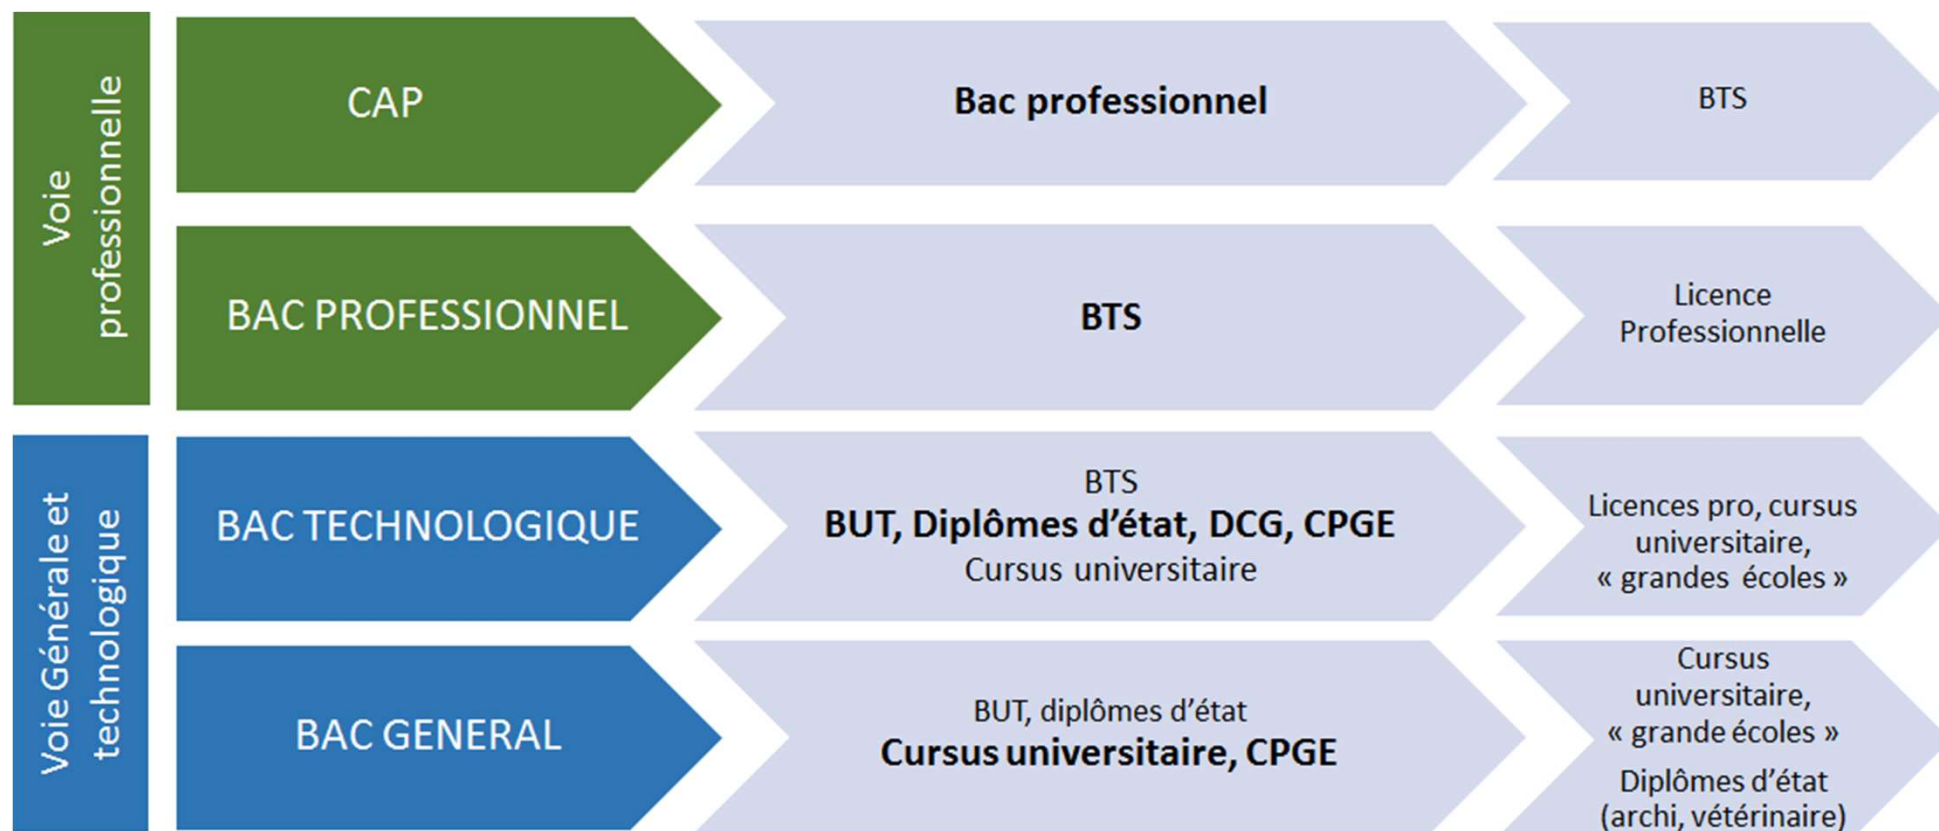 Voie
professionnelle
CAP
Bac professionnel
BTS
BAC PROFESSIONNEL
BTS
Licence
Professionnelle
Voie Générale et
technologique
BAC TECHNOLOGIQUE
BTS
BUT, Diplômes d’état, DCG, CPGE
Cursus universitaire
Licences pro, cursus
universitaire,
« grandes écoles »
BAC GENERAL
BUT, diplômes d’état
Cursus universitaire, CPGE
Cursus
universitaire,
« grande écoles »
Diplômes d’état
(archi, vétérinaire)